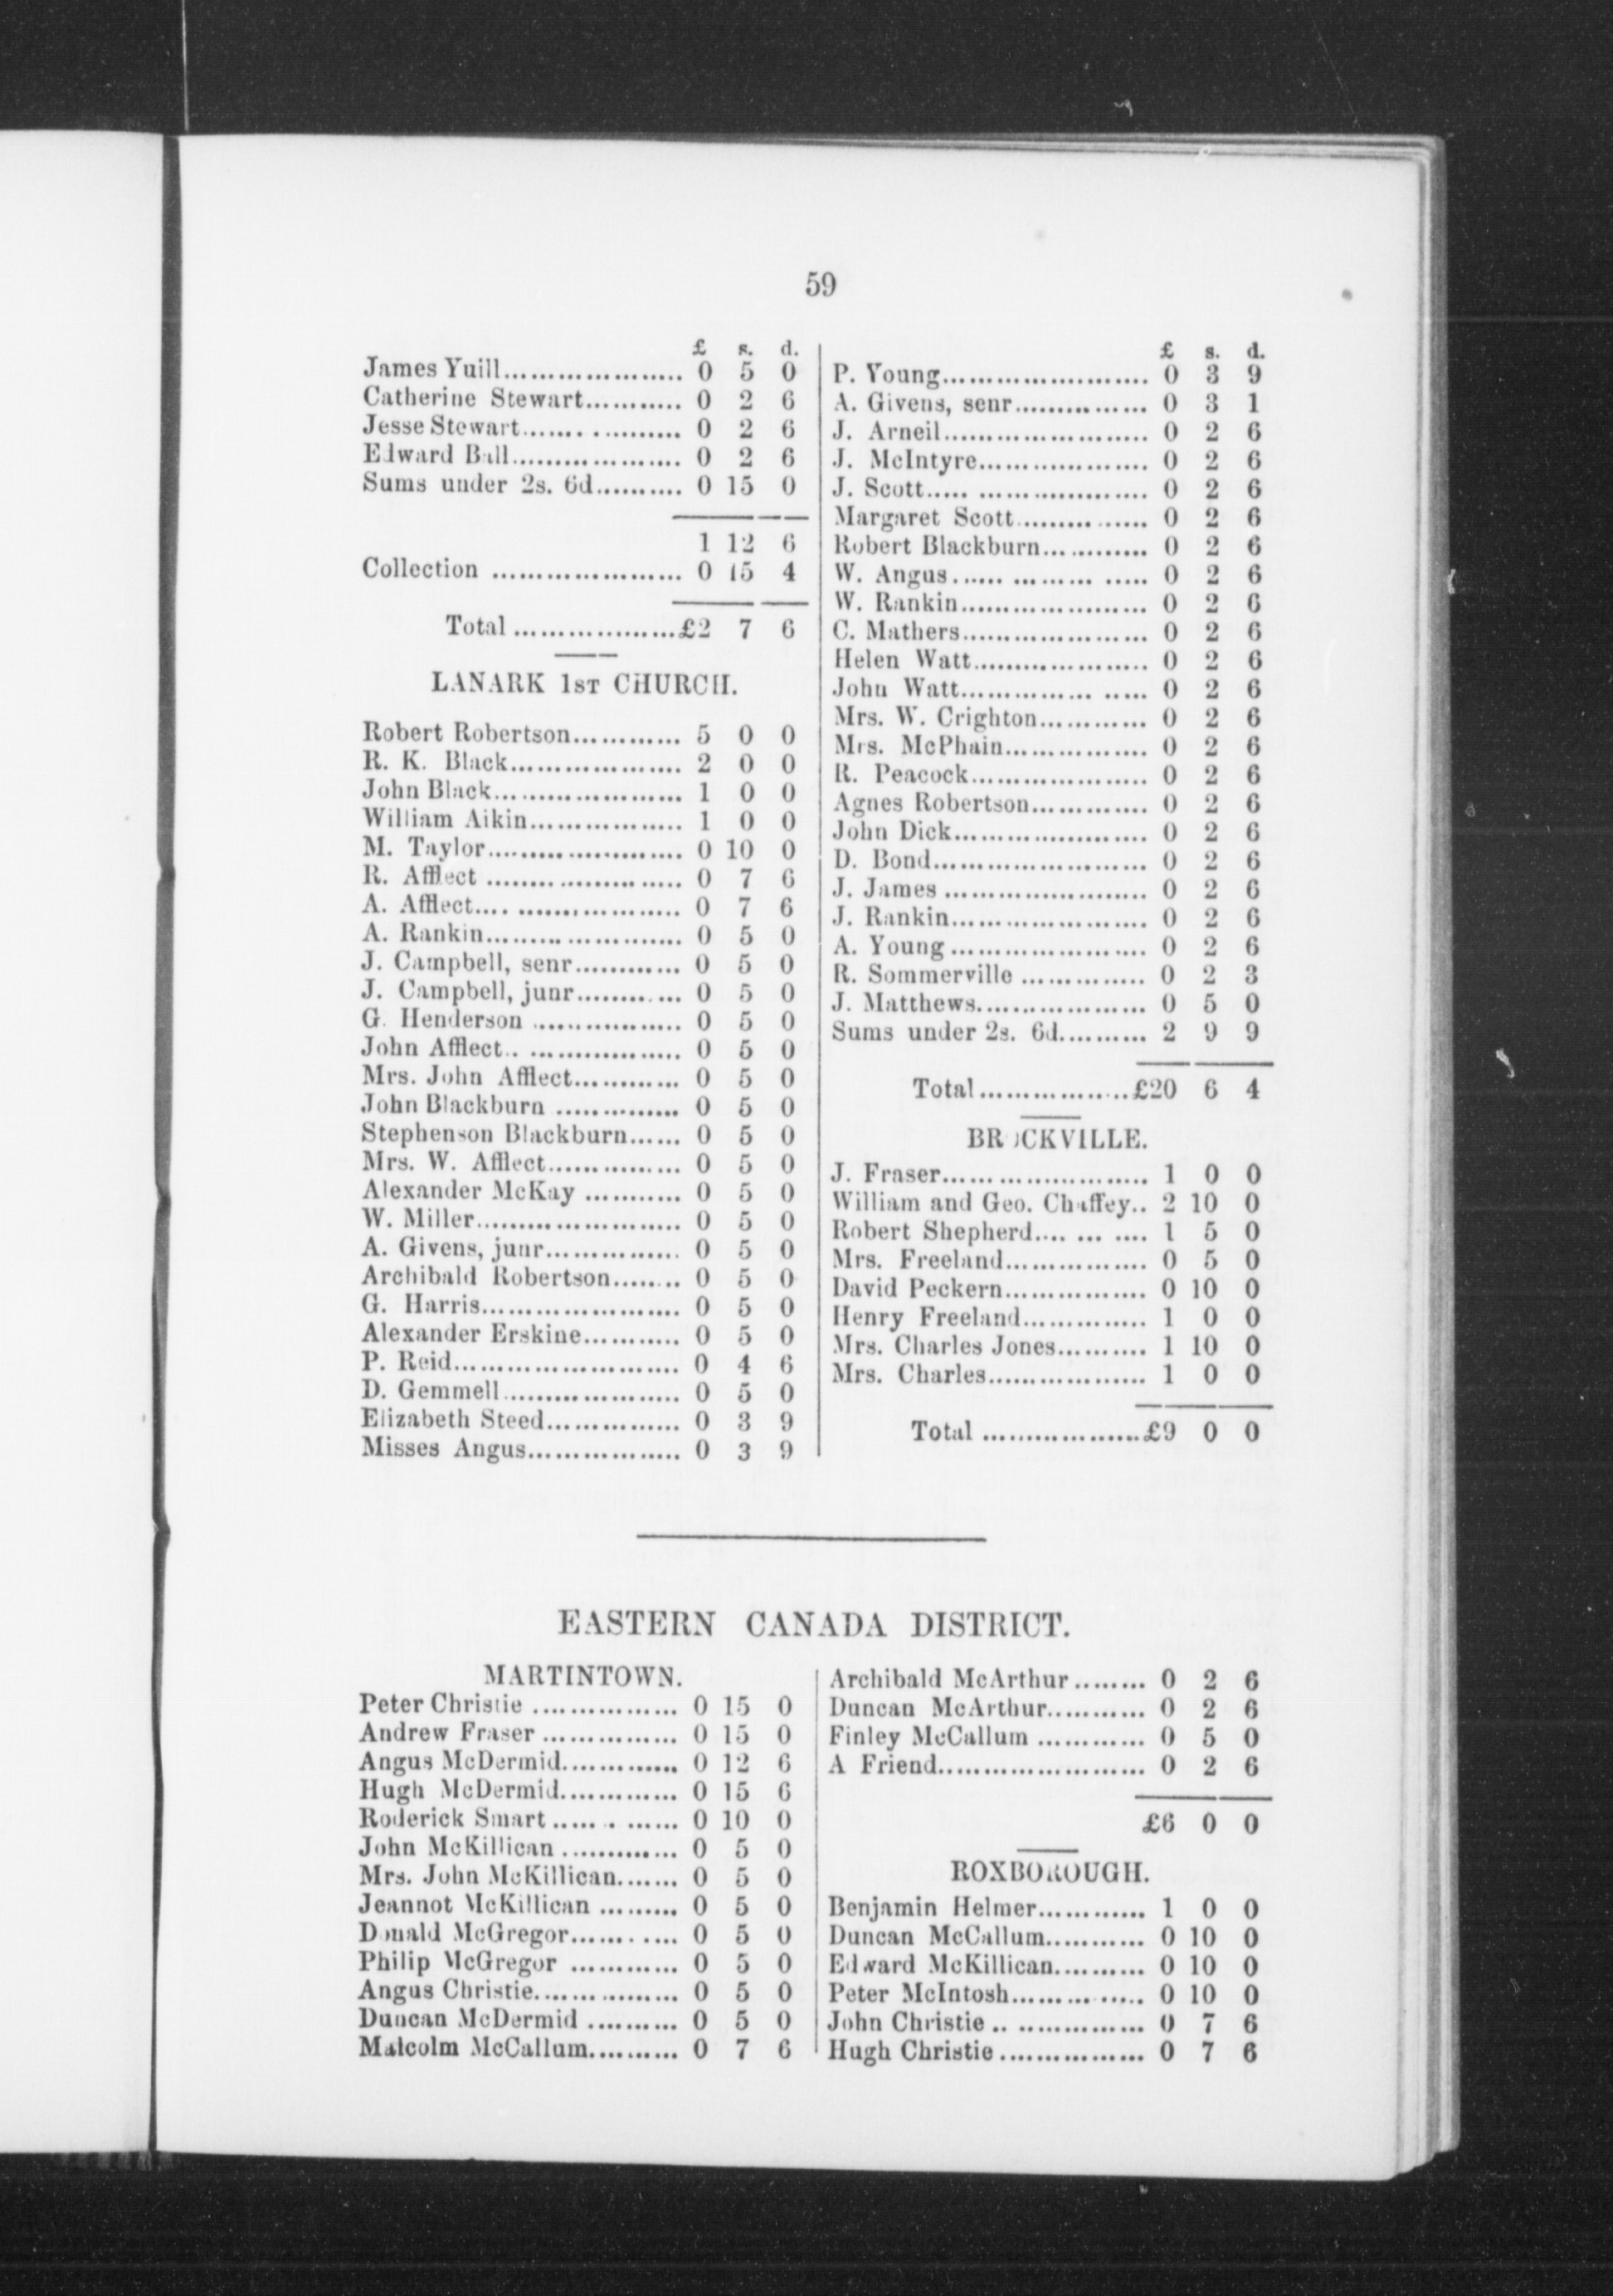 59
£ s. d.
James Yuill..................... 0 5 0
Catherine Stewart........... 0 2 6
Jesse Stewart....... .......... 0 2 6
Edward Ball.................... 0 2 6
Sums under 2s. 6d.......... 0 15 0
1 12 6
Collection ...................... 0 15 4
Total ...................£2 7 6
LANARK 1ST CHURCH.
Robert Robertson............. 5 0 0
R. K. Black.................... 2 0 0
John Black...................... 1 0 0
William Aikin.................. 1 0 0
M. Taylor....................... 0 10 0
R. Afflect ....................... 0 7 6
A. Afflect.... ................... 0 7 6
A. Rankin....................... 0 5 0
J. Campbell, senr............. 0 5 0
J. Campbell, junr............. 0 5 0
G. Henderson ................. 0 5 0
John Afflect.. .................. 0 5 0
Mrs. John Afflect............. 0 5 0
John Blackburn ............... 0 5 0
Stephenson Blackburn...... 0 5 0
Mrs. W. Afflect............... 0 5 0
Alexander McKay ........... 0 5 0
W. Miller........................ 0 5 0
A. Givens, junr................ 0 5 0
Archibald Robertson........ 0 5 0
G. Harris....................... 0 5 0
Alexander Erskine........... 0 5 0
P. Reid.......................... 0 4 6
D. Gemmell.................... 0 5 0
Elizabeth Steed................ 0 3 9
Misses Angus.................. 0 3 9
£ s. d.
P. Young........................ 0 3 9
A. Givens, senr............... 0 3 1
J. Arneil........................ 0 2 6
J. McIntyre.................... 0 2 6
J. Scott..... .................... 0 2 6
Margaret Scott............... 0 2 6
Robert Blackburn............ 0 2 6
W. Angus...... ......... ..... 0 2 6
W. Rankin...................... 0 2 6
C. Mathers...................... 0 2 6
Helen Watt.................... 0 2 6
John Watt............... ..... 0 2 6
Mrs. W. Crighton............ 0 2 6
Mrs. McPhain................. 0 2 6
R. Peacock..................... 0 2 6
Agnes Robertson.............. 0 2 6
John Dick....................... 0 2 6
D. Bond......................... 0 2 6
J. James ........................ 0 2 6
J. Rankin....................... 0 2 6
A. Young ....................... 0 2 6
R. Sommerville ............... 0 2 3
J. Matthews.................... 0 5 0
Sums under 2s. 6d.......... 2 9 9
Total.................£20 6 4
BROCKVILLE.
J. Fraser........................ 1 0 0
William and Geo. Chaffey.. 2 10 0
Robert Shepherd.... ... .... 1 5 0
Mrs. Freeland................. 0 5 0
David Peckern................. 0 10 0
Henry Freeland............... 1 0 0
Mrs. Charles Jones.......... 1 10 0
Mrs. Charles................... 1 0 0
Total ...................£9 0 0
EASTERN CANADA DISTRICT.
MARTINTOWN.
Peter Christie ................. 0 15 0
Andrew Fraser ................ 0 15 0
Angus McDermid............. 0 12 6
Hugh McDermid.............. 0 15 6
Roderick Smart ...... . ...... 0 10 0
John McKillican ............. 0 5 0
Mrs. John McKillican....... 0 5 0
Jeannot McKillican ......... 0 5 0
Donald McGregor............ 0 5 0
Philip McGregor ............. 0 5 0
Angus Christie................. 0 5 0
Duncan McDermid .......... 0 5 0
Malcolm McCallum.......... 0 7 6
Archibald McArthur ........ 0 2 6
Duncan McArthur........... 0 2 6
Finley McCallum ............ 0 5 0
A Friend........................ 0 2 6
£6 0 0
ROXBOROUGH.
Benjamin Helmer............ 1 0 0
Duncan McCallum........... 0 10 0
Edward McKillican.......... 0 10 0
Peter McIntosh............... 0 10 0
John Christie .. ............... 0 7 6
Hugh Christie ................. 0 7 6